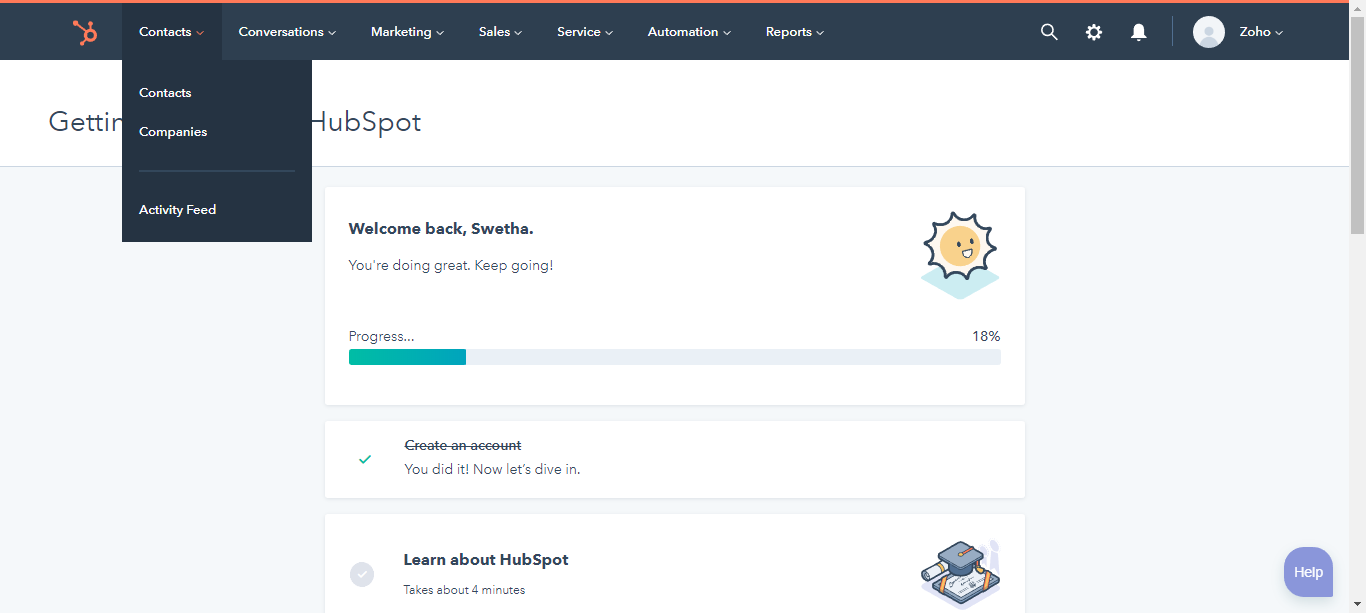 Contacts Conversations Marketing Sales Service Automation Reports Zoho
Contacts
Companies
Activity Feed
Gettin HubSpot
Welcome back, Swetha.
You're doing great. Keep going!
Progress... 18%
Create an account
You did it! Now let's dive in.
Learn about HubSpot
Takes about 4 minutes
Help